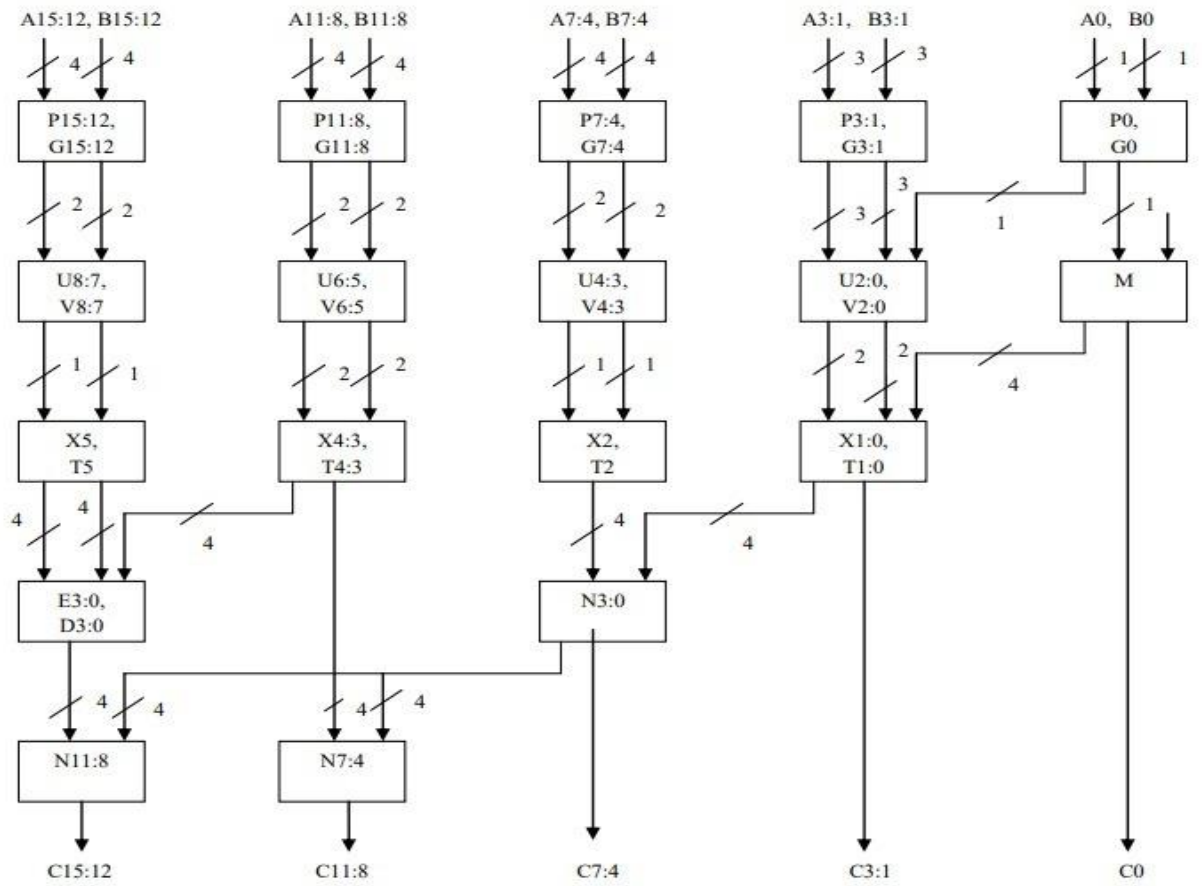 A15:12, B15:12
A11:8, B11:8
A7:4, B7:4
A3:1, B3:1
A0, B0
4
4
4
4
4
4
3
3
1
1
P15:12,
G15:12
P11:8,
G11:8
P7:4,
G7:4
P3:1,
G3:1
P0,
G0
2
2
2
2
2
2
3
3
1
1
U8:7,
V8:7
U6:5,
V6:5
U4:3,
V4:3
U2:0,
V2:0
M
1
1
2
2
1
1
2
2
4
X5,
T5
X4:3,
T4:3
X2,
T2
X1:0,
T1:0
4
4
4
4
4
E3:0,
D3:0
N3:0
4
4
4
4
N11:8
N7:4
C15:12
C11:8
C7:4
C3:1
C0